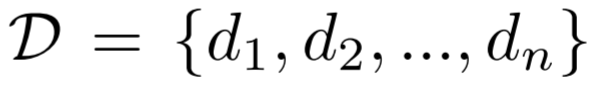 𝒟 = {d₁, d₂, ..., dₙ}